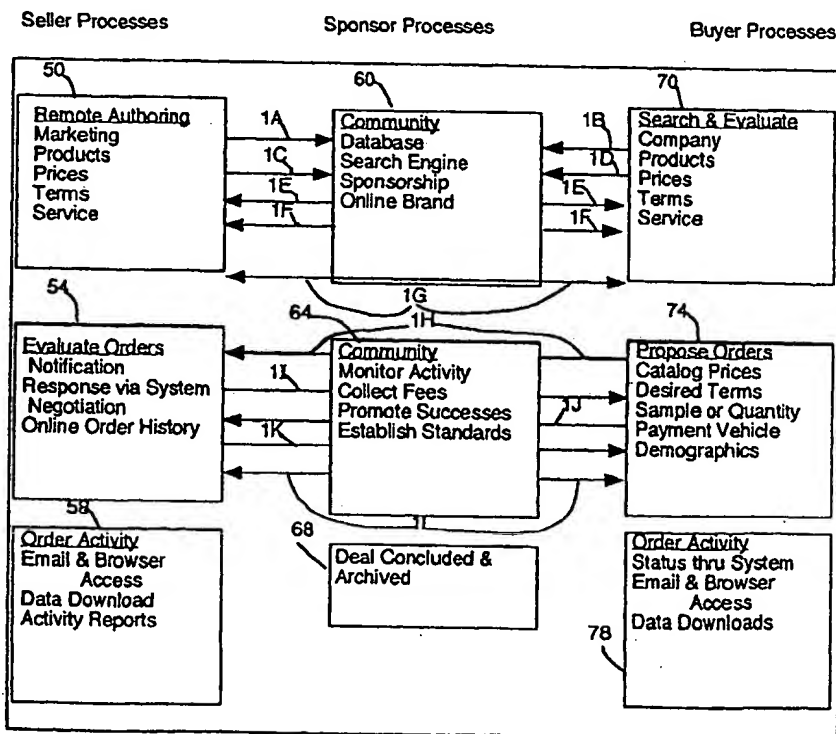 Seller Processes
Sponsor Processes
Buyer Processes
50
60
70
Remote Authoring
Marketing
Products
Prices
Terms
Service
1A
1C
1E
1F
Community
Database
Search Engine
Sponsorship
Online Brand
1B
1D
1E
1F
Search & Evaluate
Company
Products
Prices
Terms
Service
1G
54
64
1H
74
Evaluate Orders
Notification
Response via System
Negotiation
Online Order History
1I
1K
Community
Monitor Activity
Collect Fees
Promote Successes
Establish Standards
1J
Propose Orders
Catalog Prices
Desired Terms
Sample or Quantity
Payment Vehicle
Demographics
58
68
Order Activity
Email & Browser
Access
Data Download
Activity Reports
Deal Concluded &
Archived
78
Order Activity
Status thru System
Email & Browser
Access
Data Downloads